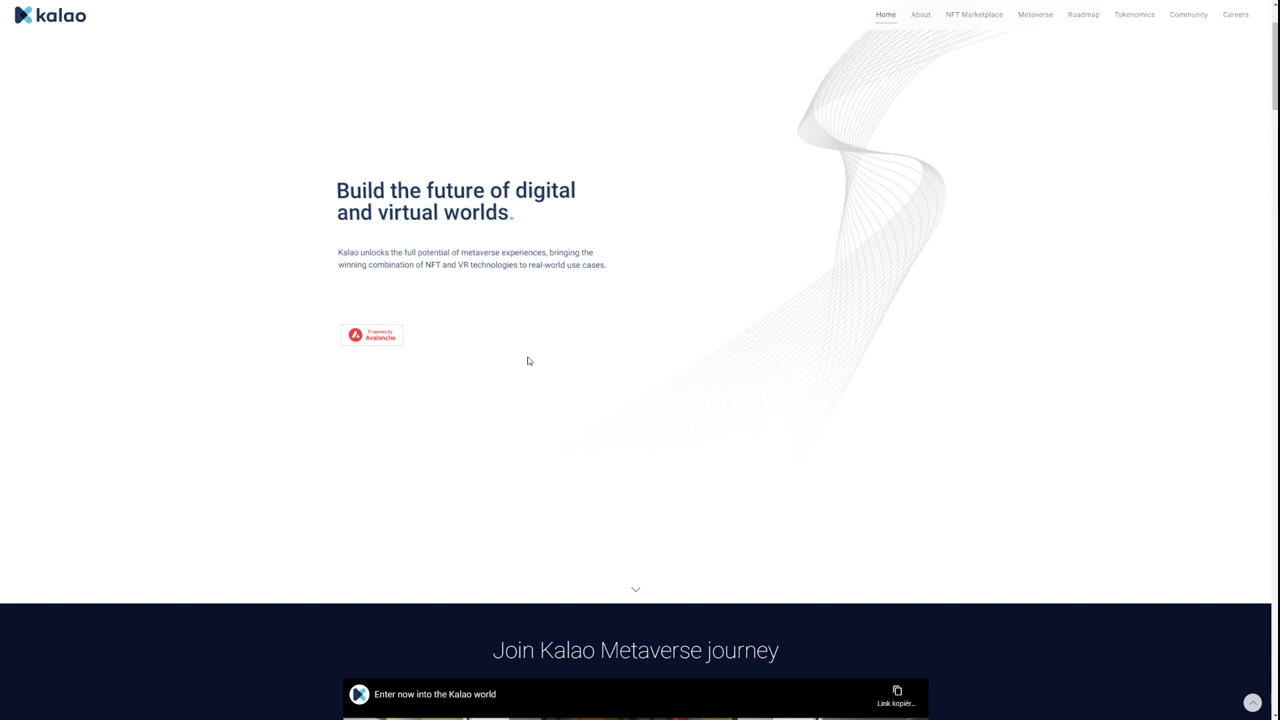 kalao
Home About NFT Marketplace Metaverse Roadmap Tokenomics Community Careers
Build the future of digital
and virtual worlds.
Kalao unlocks the full potential of metaverse experiences, bringing the
winning combination of NFT and VR technologies to real-world use cases.
Powered by
Avalanche
Join Kalao Metaverse journey
Enter now into the Kalao world
Link kopiër...